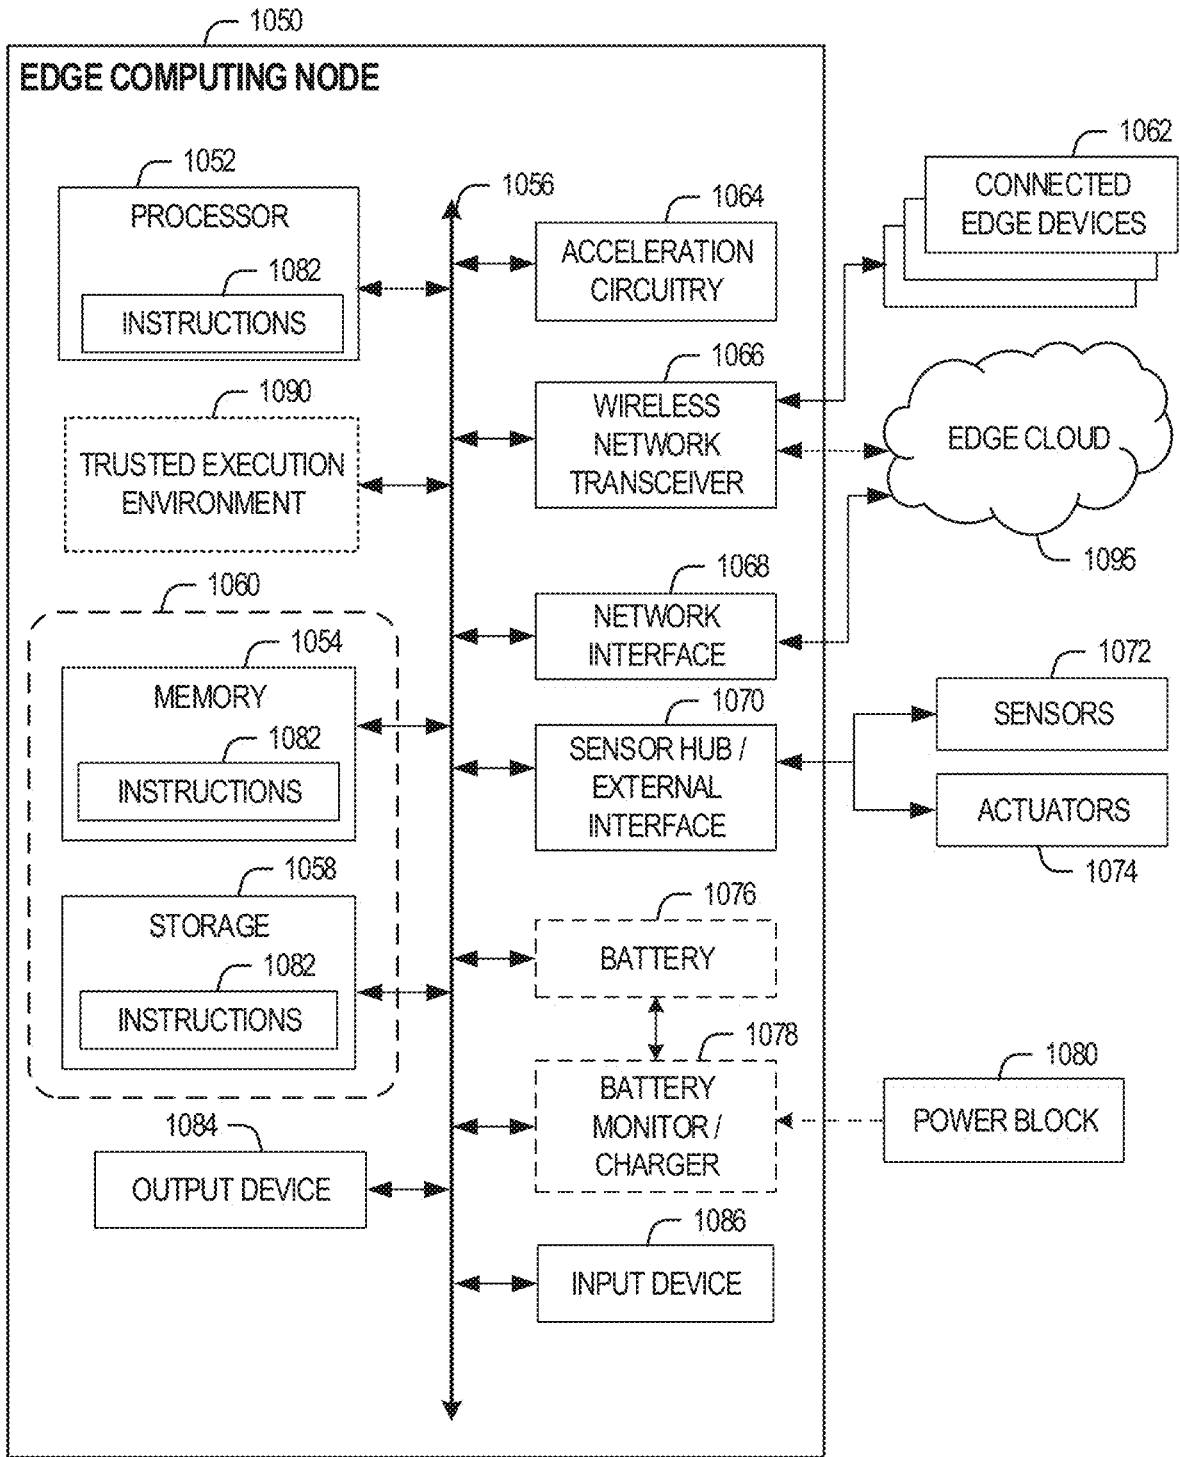 1050
EDGE COMPUTING NODE
1052
PROCESSOR
1082
INSTRUCTIONS
1090
TRUSTED EXECUTION
ENVIRONMENT
1060
1054
MEMORY
1082
INSTRUCTIONS
1058
STORAGE
1082
INSTRUCTIONS
1084
OUTPUT DEVICE
1056
1064
ACCELERATION
CIRCUITRY
1066
WIRELESS
NETWORK
TRANSCEIVER
1068
NETWORK
INTERFACE
1070
SENSOR HUB /
EXTERNAL
INTERFACE
1076
BATTERY
1078
BATTERY
MONITOR /
CHARGER
1086
INPUT DEVICE
1062
CONNECTED
EDGE DEVICES
EDGE CLOUD
1095
1072
SENSORS
ACTUATORS
1074
1080
POWER BLOCK